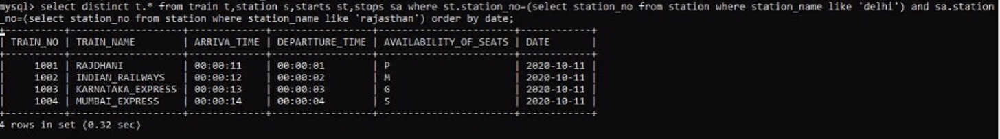 mysql> select distinct t.* from train t,station s,starts st,stops sa where st.station_no=(select station_no from station where station_name like 'delhi') and sa.station
_no=(select station_no from station where station_name like 'rajasthan') order by date;
+----------+-------------------+-------------+-----------------+-----------------------+------------+
| TRAIN_NO | TRAIN_NAME        | ARRIVA_TIME | DEPARTTURE_TIME | AVAILABILITY_OF_SEATS | DATE       |
+----------+-------------------+-------------+-----------------+-----------------------+------------+
|     1001 | RAJDHANI          | 00:00:11    | 00:00:01        | P                     | 2020-10-11 |
|     1002 | INDIAN_RAILWAYS   | 00:00:12    | 00:00:02        | M                     | 2020-10-11 |
|     1003 | KARNATAKA_EXPRESS | 00:00:13    | 00:00:03        | G                     | 2020-10-11 |
|     1004 | MUMBAI_EXPRESS    | 00:00:14    | 00:00:04        | S                     | 2020-10-11 |
+----------+-------------------+-------------+-----------------+-----------------------+------------+
4 rows in set (0.32 sec)